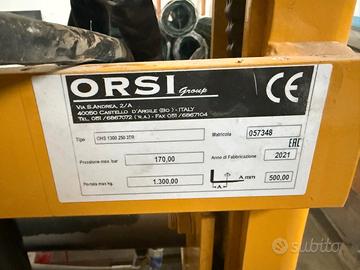 ORSI Group
CE
VIA S.ANDREA, 2/A
40050 CASTELLO D'ARGILE (BO) - ITALY
TEL. 051 /6867072 (R.A.) - FAX 051 /6867104
Tipo OHS 1300 250 2DR Matricola 057348
EAC
Pressione max. bar 170,00 Anno di Fabbricazione 2021
Portata max kg. 1.300,00 A A mm 500,00
subito